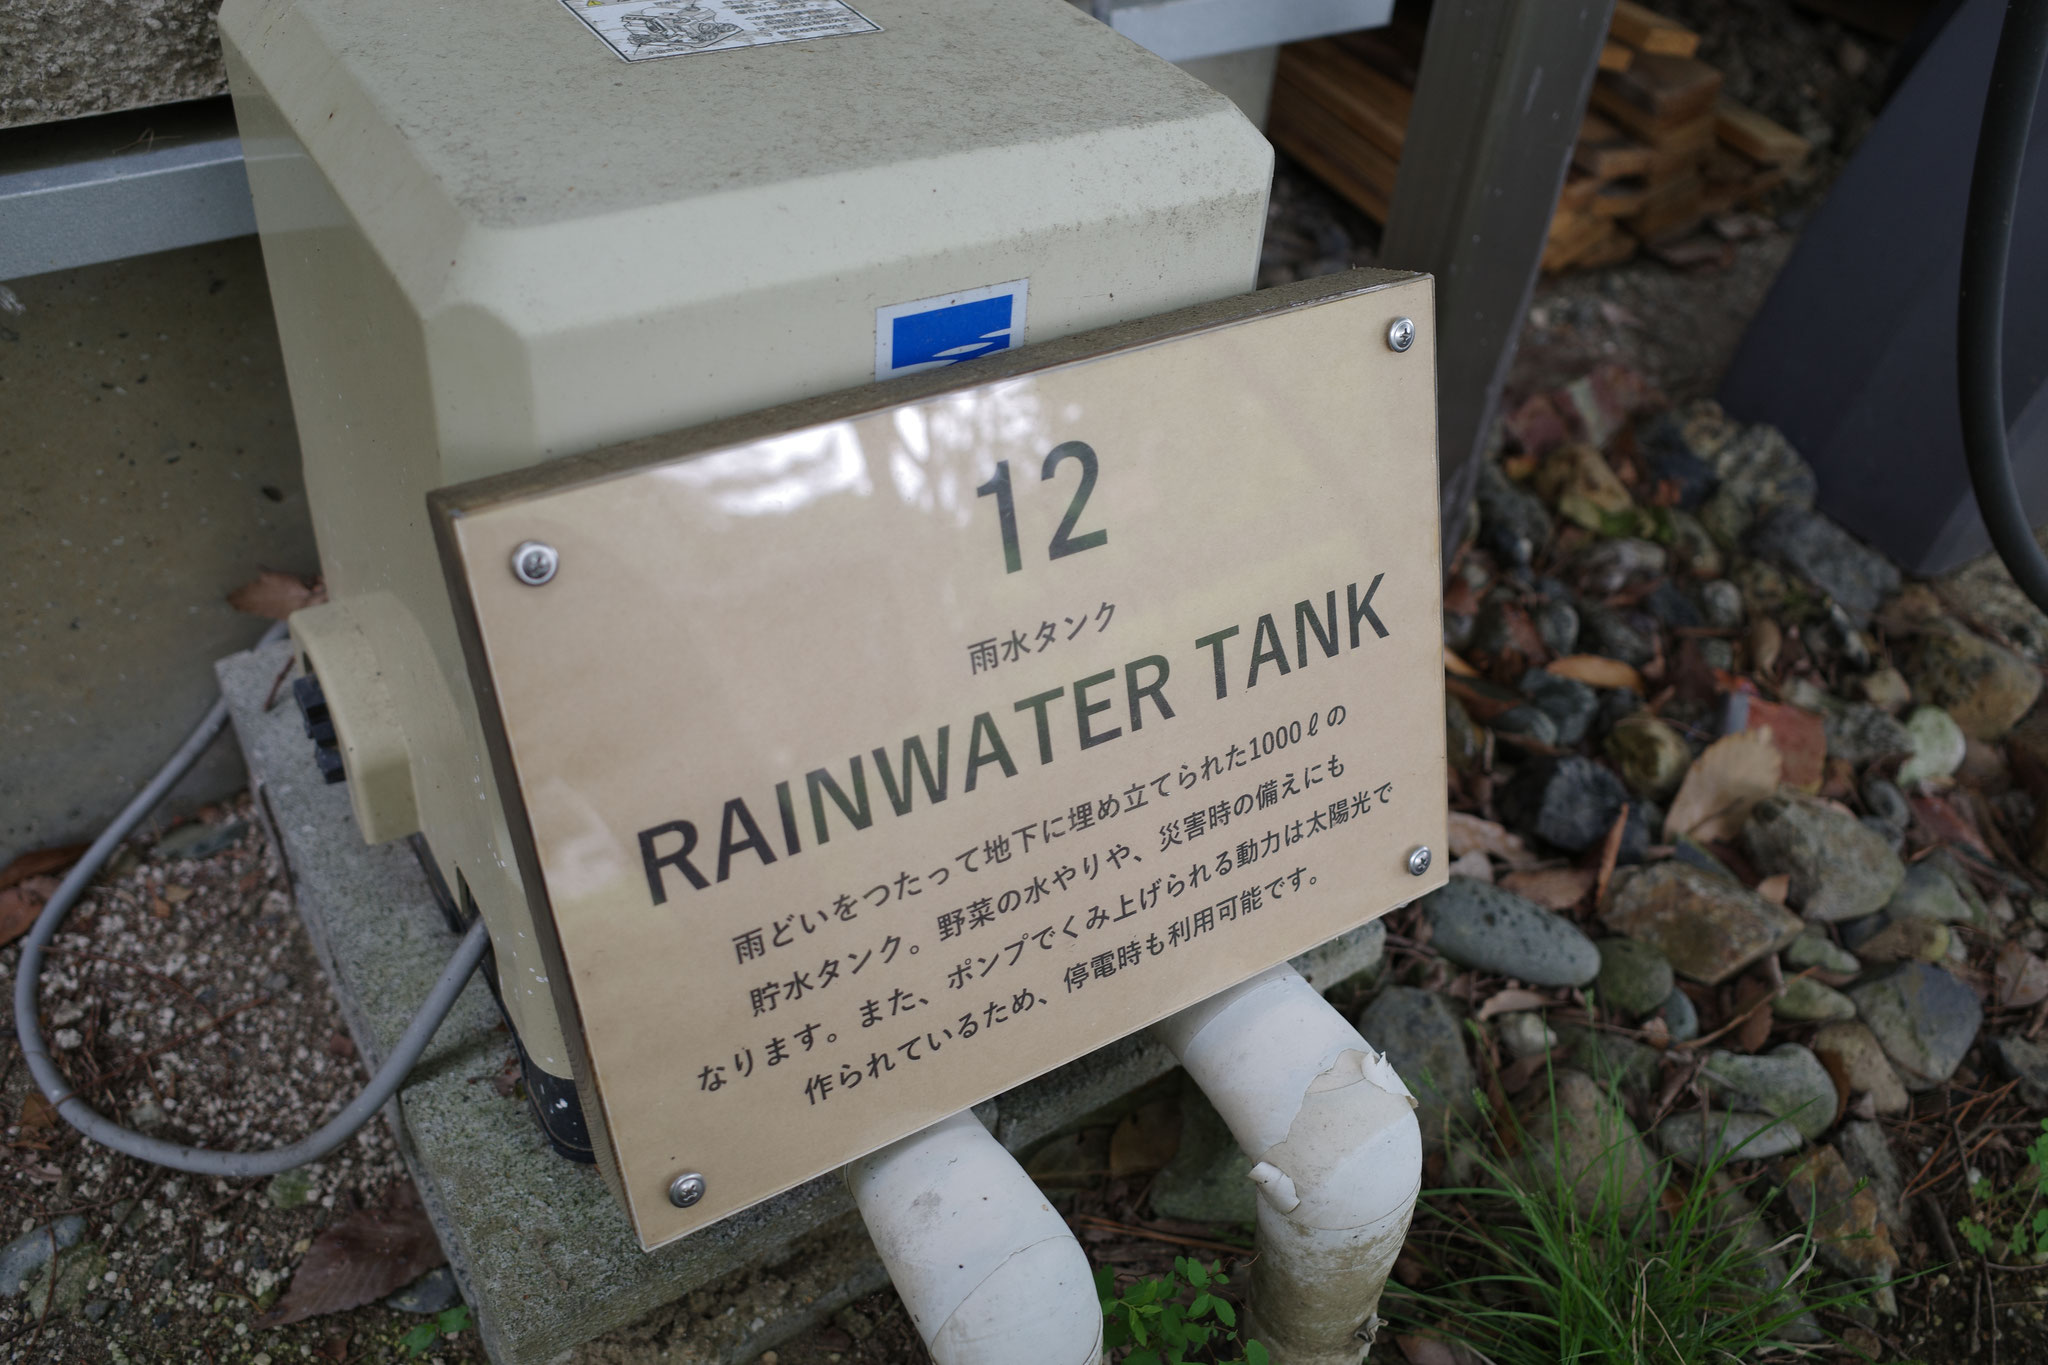 12
雨水タンク
RAINWATER TANK
雨どいをつたって地下に埋め立てられた1000ℓの
貯水タンク。野菜の水やりや、災害時の備えにも
なります。また、ポンプでくみ上げられる動力は太陽光で
作られているため、停電時も利用可能です。